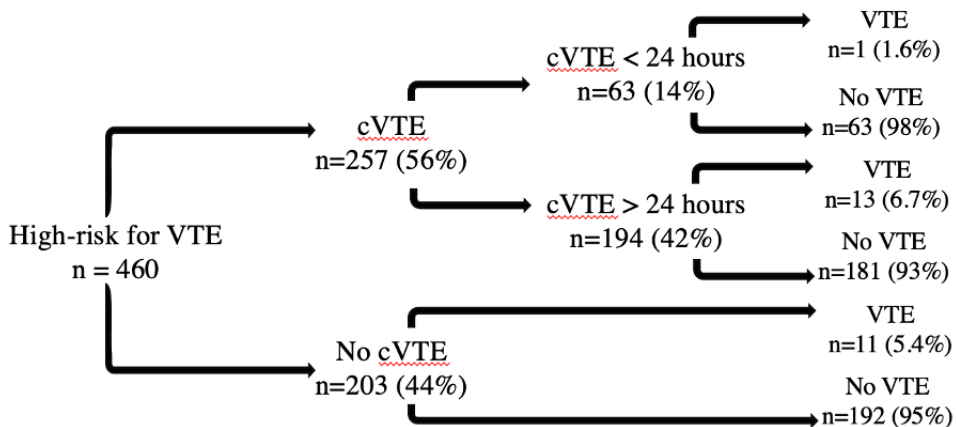 High-risk for VTE
n = 460
cVTE
n=257 (56%)
No cVTE
n=203 (44%)
cVTE < 24 hours
n=63 (14%)
cVTE > 24 hours
n=194 (42%)
VTE
n=1 (1.6%)
No VTE
n=63 (98%)
VTE
n=13 (6.7%)
No VTE
n=181 (93%)
VTE
n=11 (5.4%)
No VTE
n=192 (95%)